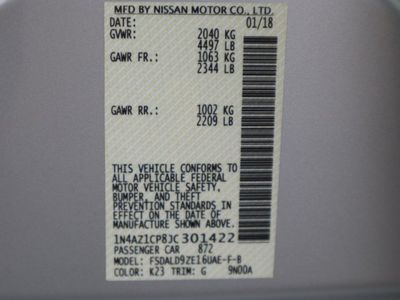 MFD BY NISSAN MOTOR CO., LTD.
DATE: 01/18
GVWR: 2040 KG
4497 LB
GAWR FR: 1063 KG
2344 LB
GAWR RR: 1002 KG
2209 LB
THIS VEHICLE CONFORMS TO
ALL APPLICABLE FEDERAL
MOTOR VEHICLE SAFETY,
BUMPER, AND THEFT
PREVENTION STANDARDS IN
EFFECT ON THE DATE OF
MANUFACTURE SHOWN ABOVE.
1N4AZ1CP8JC301422
PASSENGER CAR 872
MODEL: FSDALD9ZE16UAE-F-B
COLOR: K23 TRIM: G 9N00A